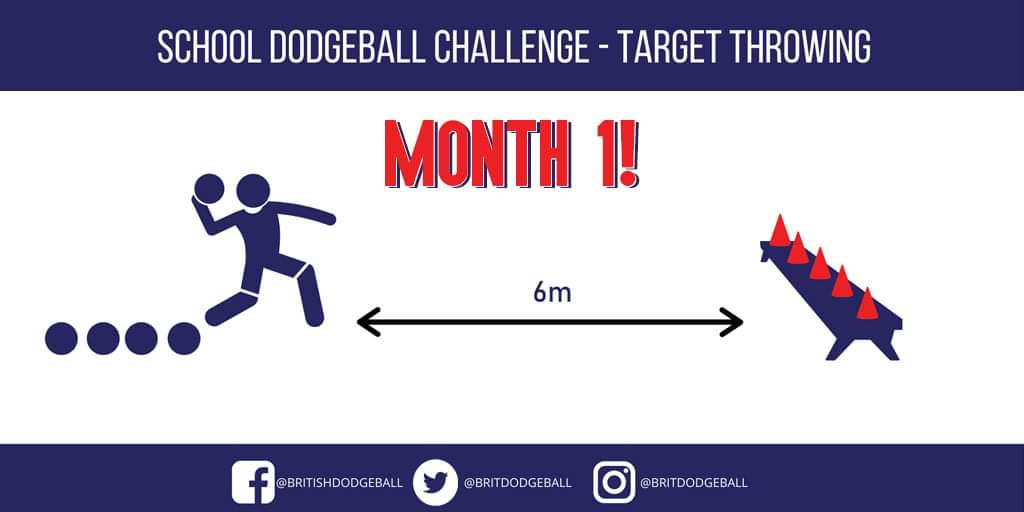 SCHOOL DODGEBALL CHALLENGE - TARGET THROWING
MONTH 1!
6m
@BRITISHDODGEBALL @BRITDODGEBALL @BRITDODGEBALL